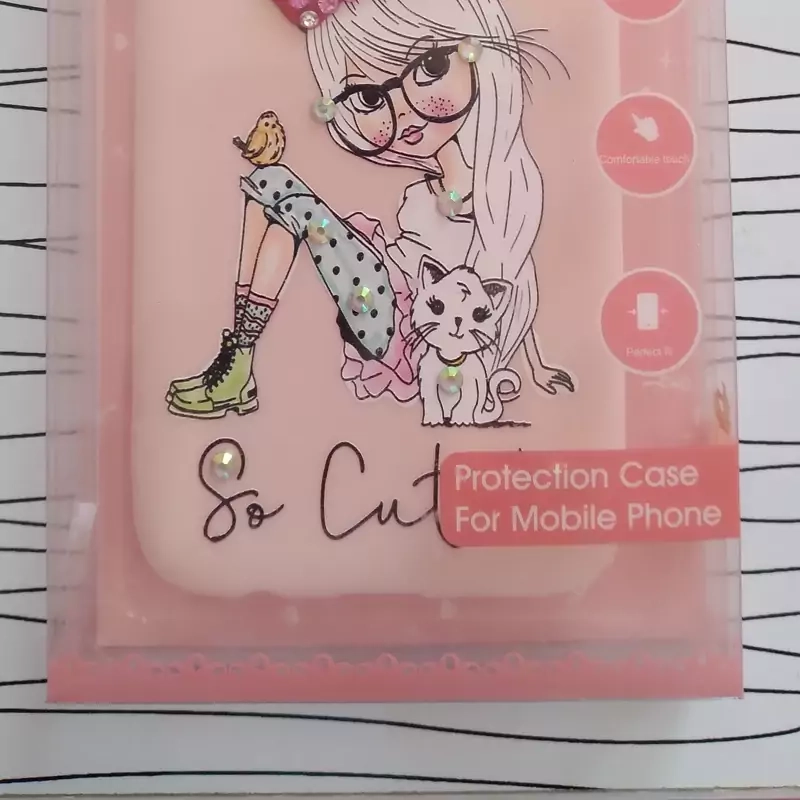 Comfortable touch
Perfect fit
So Cut
Protection Case
For Mobile Phone